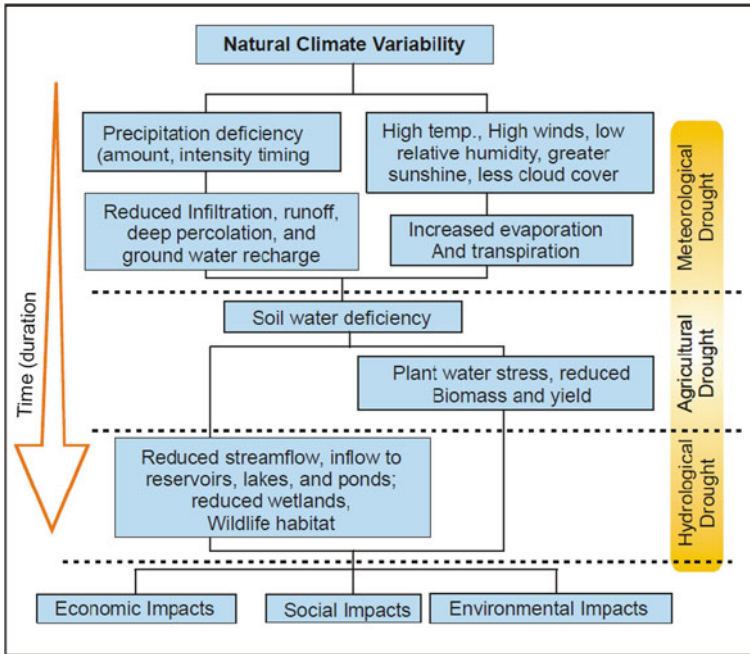 Natural Climate Variability
Precipitation deficiency
(amount, intensity timing
High temp., High winds, low
relative humidity, greater
sunshine, less cloud cover
Reduced Infiltration, runoff,
deep percolation, and
ground water recharge
Increased evaporation
And transpiration
Meteorological
Drought
Soil water deficiency
Plant water stress, reduced
Biomass and yield
Agricultural
Drought
Time (duration
Reduced streamflow, inflow to
reservoirs, lakes, and ponds;
reduced wetlands,
Wildlife habitat
Hydrological
Drought
Economic Impacts
Social Impacts
Environmental Impacts